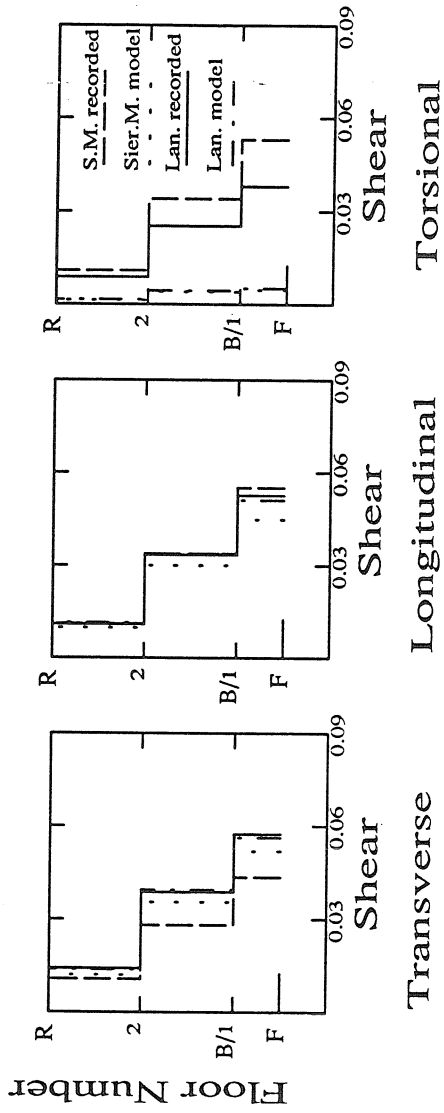 Floor Number
R
2
B/1
F
0.03
0.06
0.09
Shear
Transverse
R
2
B/1
F
0.03
0.06
0.09
Shear
Longitudinal
R
2
B/1
F
S.M. recorded
Sier.M. model
Lan. recorded
Lan. model
0.03
0.06
0.09
Shear
Torsional